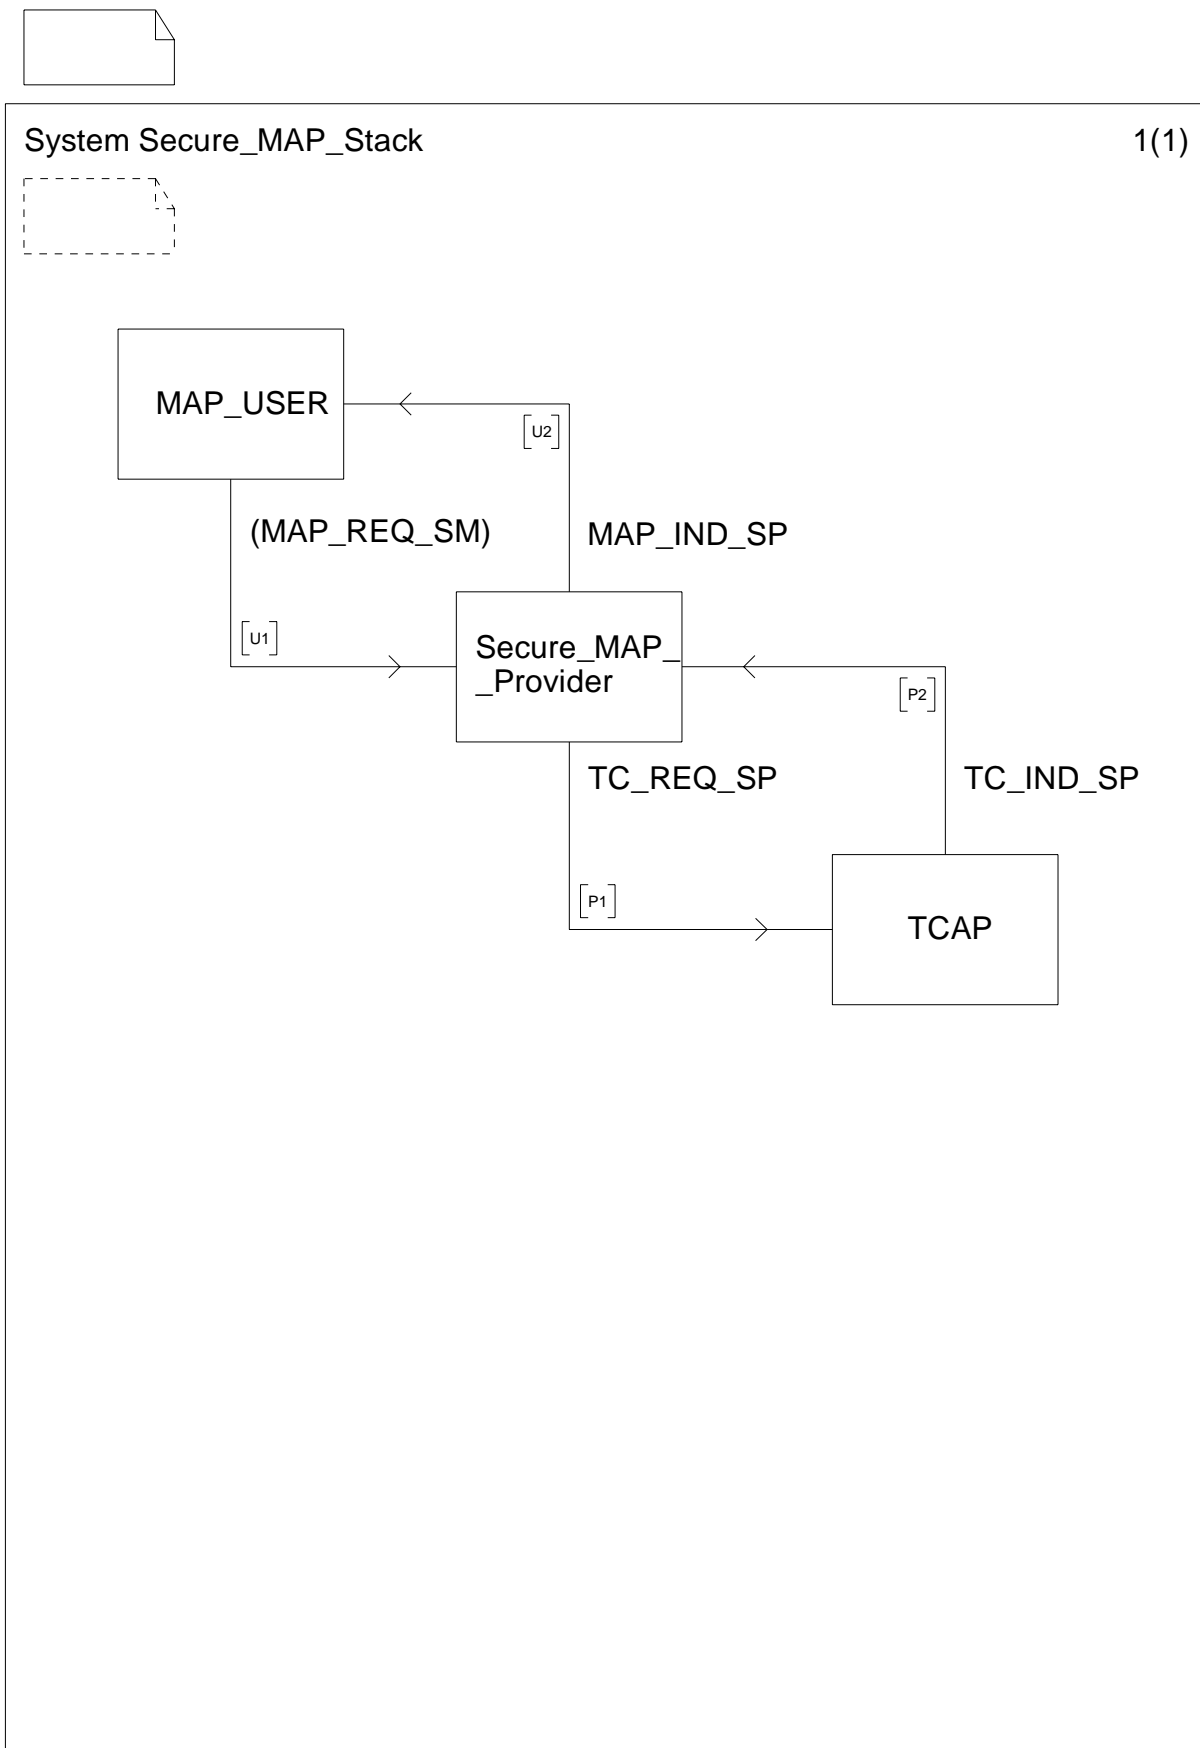 System Secure_MAP_Stack
1(1)
MAP_USER
[U2]
(MAP_REQ_SM)
MAP_IND_SP
[U1]
Secure_MAP_
_Provider
[P2]
TC_REQ_SP
TC_IND_SP
[P1]
TCAP